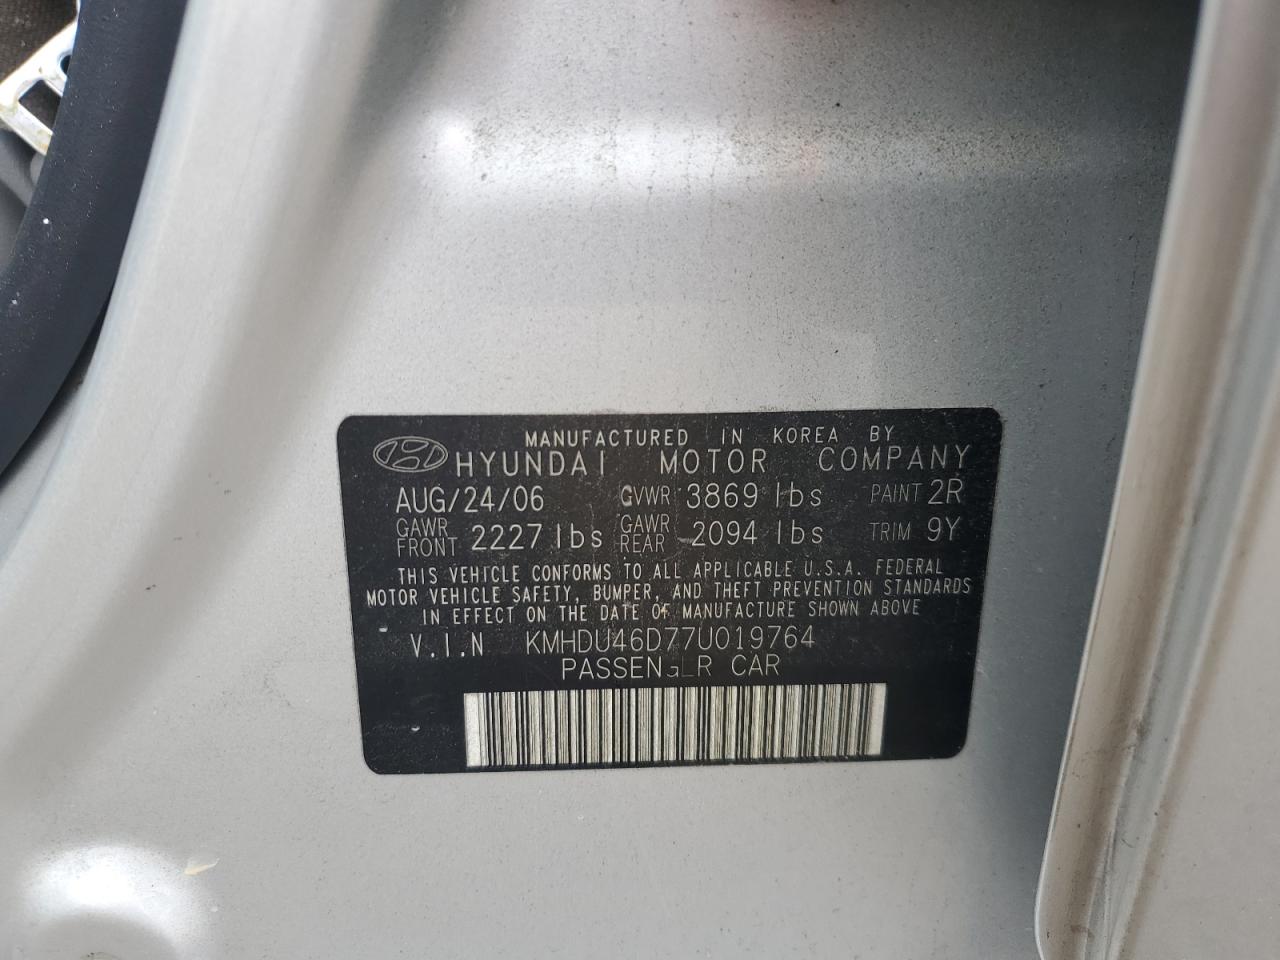 MANUFACTURED IN KOREA BY
HYUNDAI MOTOR COMPANY
AUG/24/06 GVWR 3869 lbs PAINT 2R
GAWR FRONT 2227 lbs GAWR REAR 2094 lbs TRIM 9Y
THIS VEHICLE CONFORMS TO ALL APPLICABLE U.S.A. FEDERAL
MOTOR VEHICLE SAFETY, BUMPER, AND THEFT PREVENTION STANDARDS
IN EFFECT ON THE DATE OF MANUFACTURE SHOWN ABOVE
V.I.N KMHDU46D77U019764
PASSENGER CAR